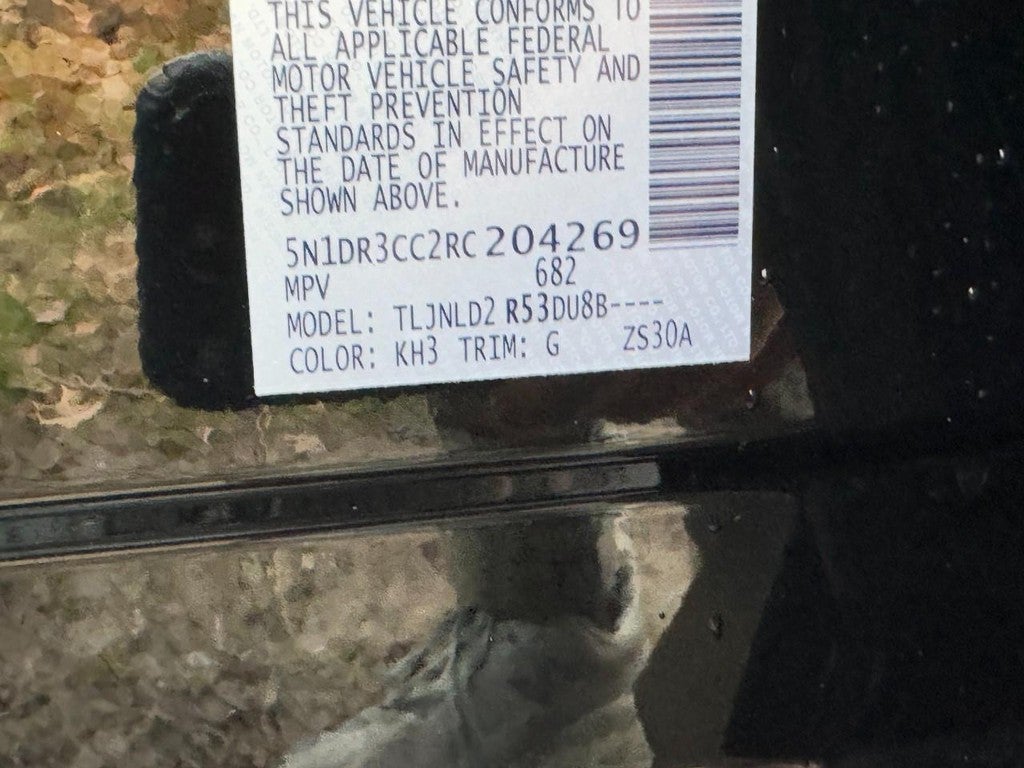 THIS VEHICLE CONFORMS TO
ALL APPLICABLE FEDERAL
MOTOR VEHICLE SAFETY AND
THEFT PREVENTION
STANDARDS IN EFFECT ON
THE DATE OF MANUFACTURE
SHOWN ABOVE.
5N1DR3CC2RC204269
MPV 682
MODEL: TLJNLD2 R53DU8B----
COLOR: KH3 TRIM: G ZS30A